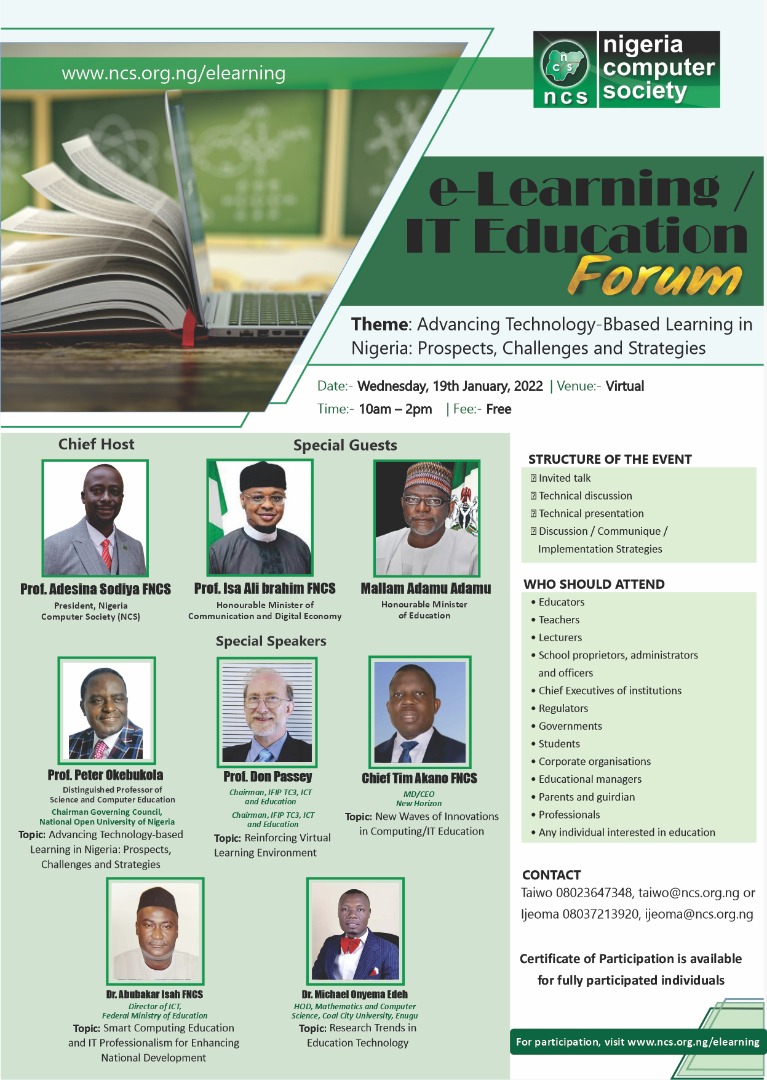 www.ncs.org.ng/elearning
n
c s
ncs
nigeria
computer
society
e-Learning /
IT Education
Forum
Theme: Advancing Technology-Bbased Learning in
Nigeria: Prospects, Challenges and Strategies
Date:- Wednesday, 19th January, 2022 | Venue:- Virtual
Time:- 10am – 2pm | Fee:- Free
Chief Host
Special Guests
Prof. Adesina Sodiya FNCS
President, Nigeria
Computer Society (NCS)
Prof. Isa Ali brahim FNCS
Honourable Minister of
Communication and Digital Economy
Mallam Adamu Adamu
Honourable Minister
of Education
Special Speakers
Prof. Peter Okebukola
Distinguished Professor of
Science and Computer Education
Chairman Governing Council,
National Open University of Nigeria
Topic: Advancing Technology-based
Learning in Nigeria: Prospects,
Challenges and Strategies
Prof. Don Passey
Chairman, IFIP TC3, ICT
and Education
Chairman, IFIP TC3, ICT
and Education
Topic: Reinforcing Virtual
Learning Environment
Chief Tim Akano FNCS
MD/CEO
New Horizon
Topic: New Waves of Innovations
in Computing/IT Education
Dr. Abubakar Isah FNCS
Director of ICT,
Federal Ministry of Education
Topic: Smart Computing Education
and IT Professionalism for Enhancing
National Development
Dr. Michael Onyema Edeh
HOD, Mathematics and Computer
Science, Coal City University, Enugu
Topic: Research Trends in
Education Technology
STRUCTURE OF THE EVENT
Invited talk
Technical discussion
Technical presentation
Discussion / Communique /
Implementation Strategies
WHO SHOULD ATTEND
• Educators
• Teachers
• Lecturers
• School proprietors, administrators
and officers
• Chief Executives of institutions
• Regulators
• Governments
• Students
• Corporate organisations
• Educational managers
• Parents and guirdian
• Professionals
• Any individual interested in education
CONTACT
Taiwo 08023647348, taiwo@ncs.org.ng or
Ijeoma 08037213920, ijeoma@ncs.org.ng
Certificate of Participation is available
for fully participated individuals
For participation, visit www.ncs.org.ng/elearning